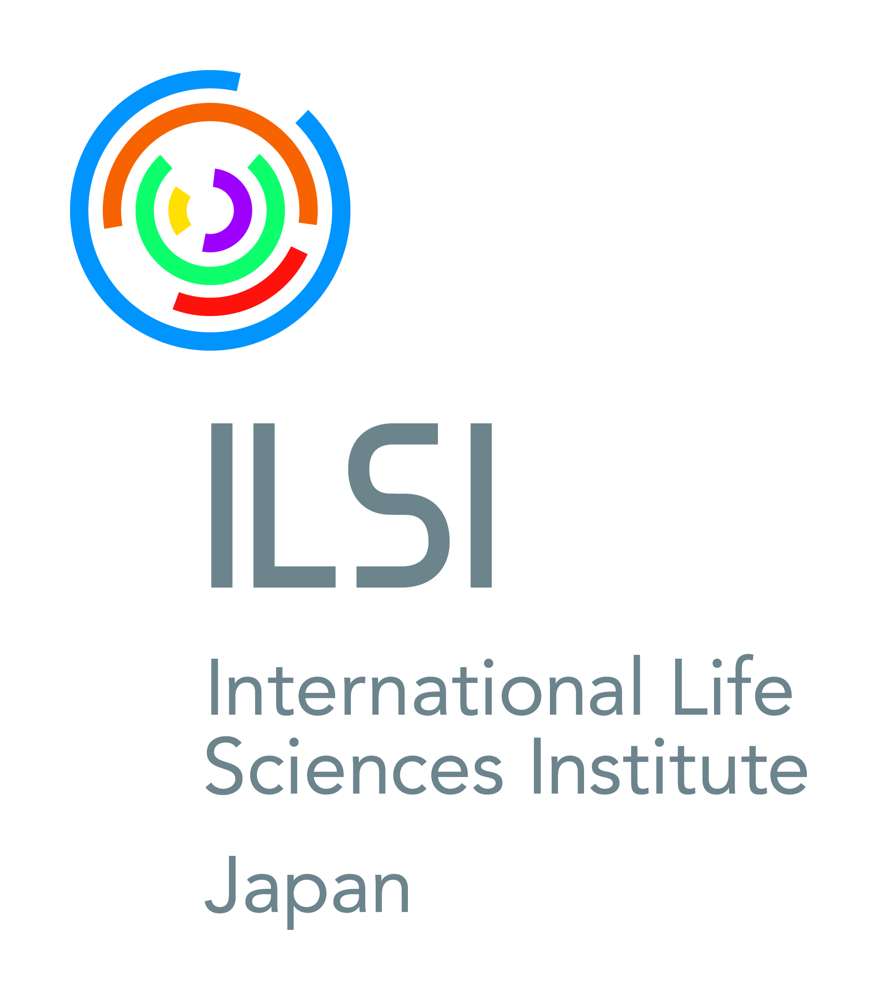 ILSI
International Life
Sciences Institute
Japan